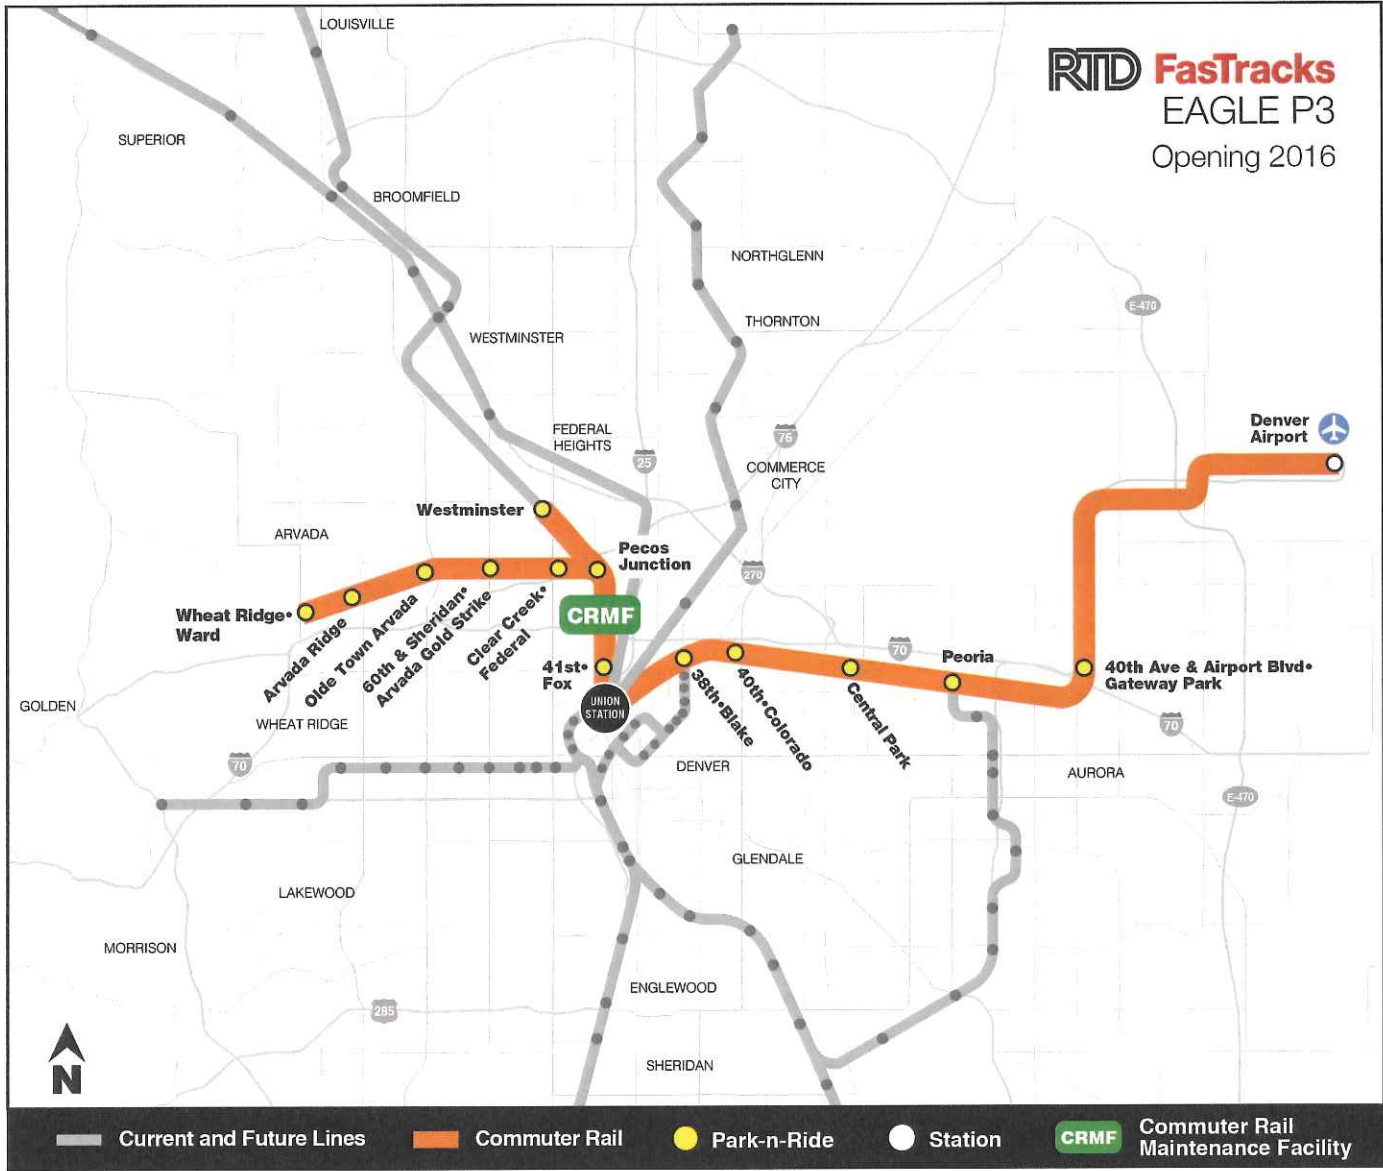 LOUISVILLE
RTD FasTracks
EAGLE P3
Opening 2016
SUPERIOR
BROOMFIELD
NORTHGLENN
E-470
THORNTON
WESTMINSTER
Denver
Airport
FEDERAL
HEIGHTS
76
25
COMMERCE
CITY
Westminster
ARVADA
Pecos
Junction
270
CRMF
Wheat Ridge•
Ward
Arvada Ridge
Olde Town Arvada
60th & Sheridan•
Arvada Gold Strike
Clear Creek•
Federal
41st•
Fox
70
Peoria
40th Ave & Airport Blvd•
Gateway Park
38th•Blake
40th•Colorado
Central Park
UNION
STATION
GOLDEN
WHEAT RIDGE
70
70
DENVER
AURORA
E-470
GLENDALE
LAKEWOOD
MORRISON
ENGLEWOOD
285
SHERIDAN
N
Current and Future Lines
Commuter Rail
Park-n-Ride
Station
CRMF
Commuter Rail
Maintenance Facility